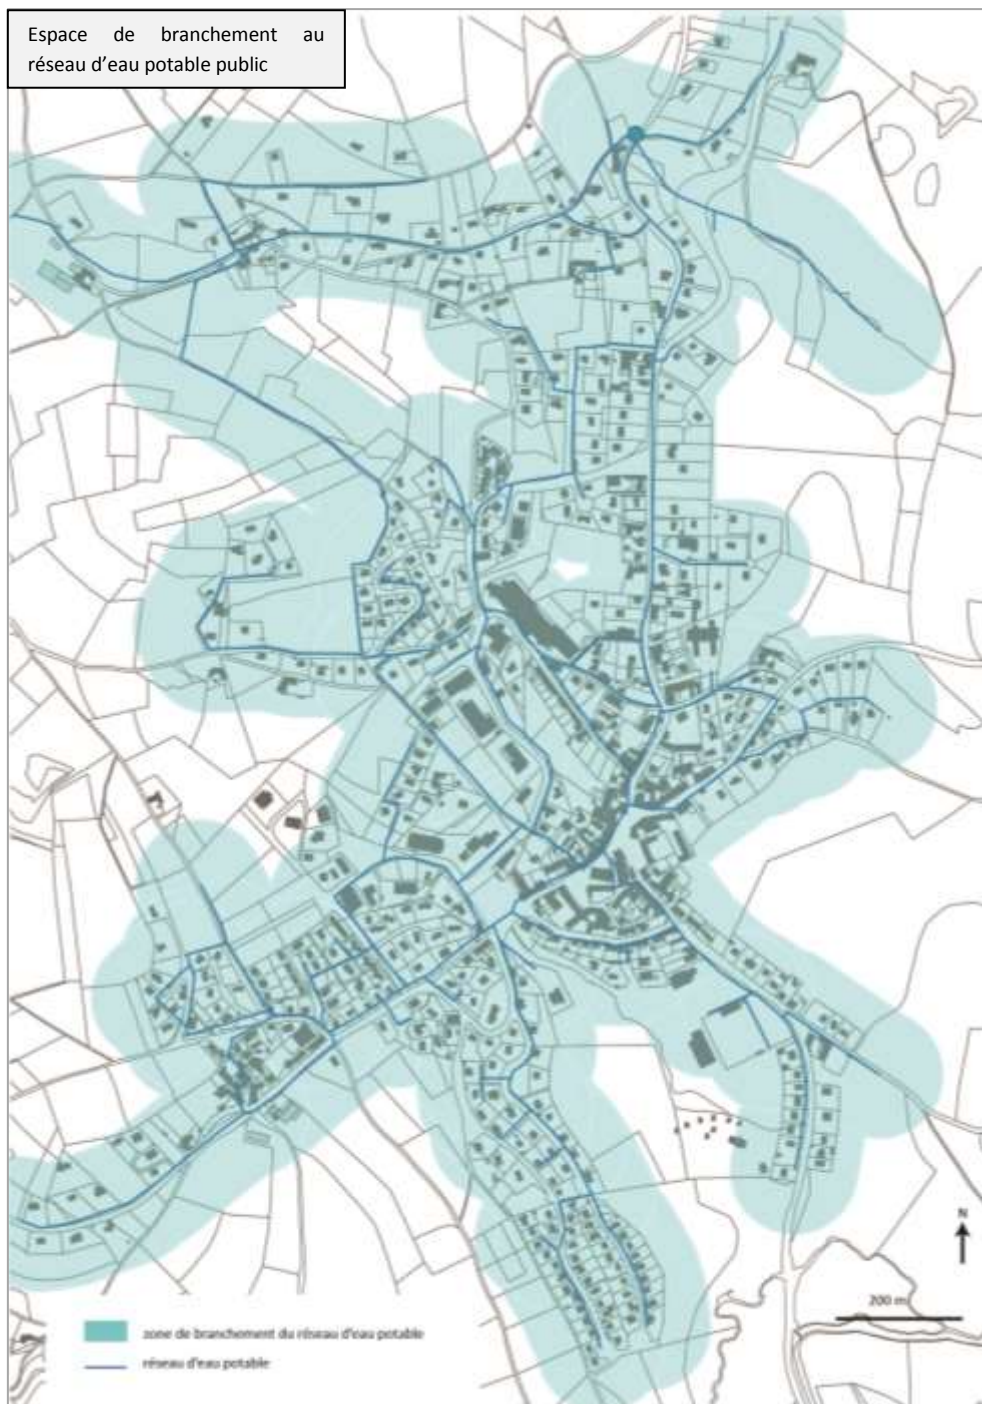 Espace de branchement au
réseau d'eau potable public
N
200 m
zone de branchement du réseau d'eau potable
réseau d'eau potable